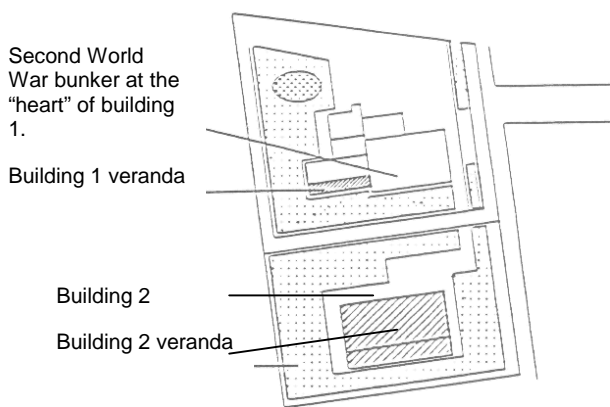 Second World
War bunker at the
“heart” of building
1.
Building 1 veranda
Building 2
Building 2 veranda